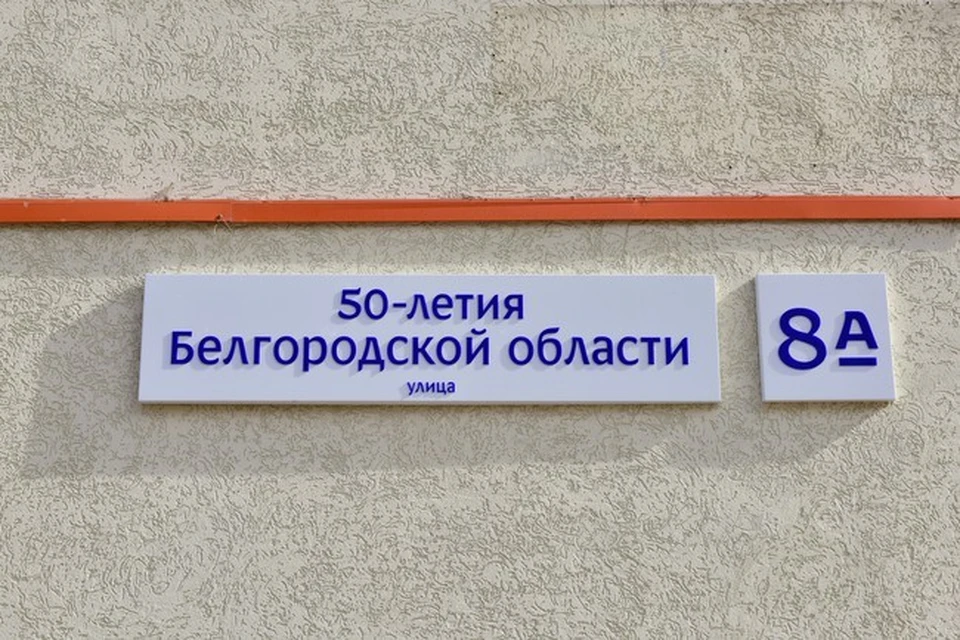 50-летия
Белгородской области
улица
8А